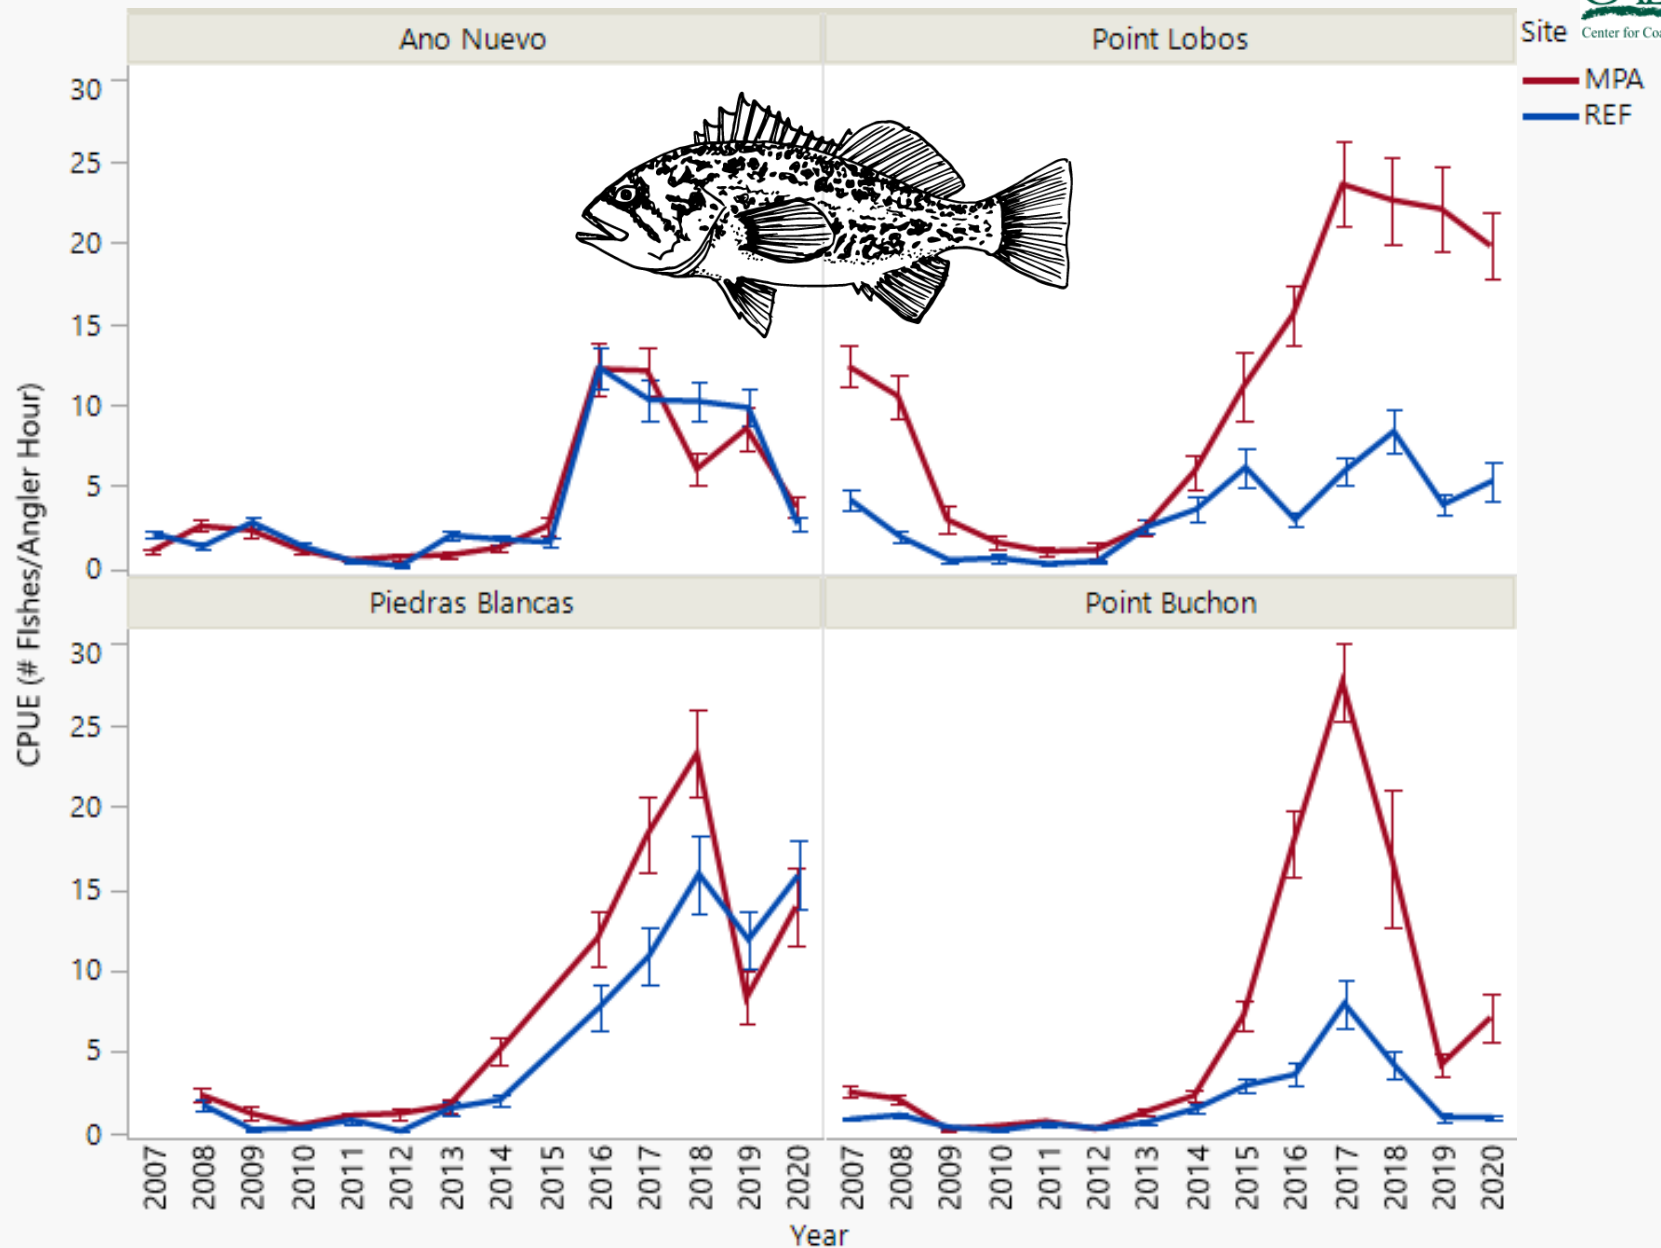 Ano Nuevo
Point Lobos
Site
Center for Coa
MPA
REF
30
25
20
15
10
5
0
CPUE (# FIshes/Angler Hour)
Piedras Blancas
Point Buchon
30
25
20
15
10
5
0
2007 2008 2009 2010 2011 2012 2013 2014 2015 2016 2017 2018 2019 2020
2007 2008 2009 2010 2011 2012 2013 2014 2015 2016 2017 2018 2019 2020
Year